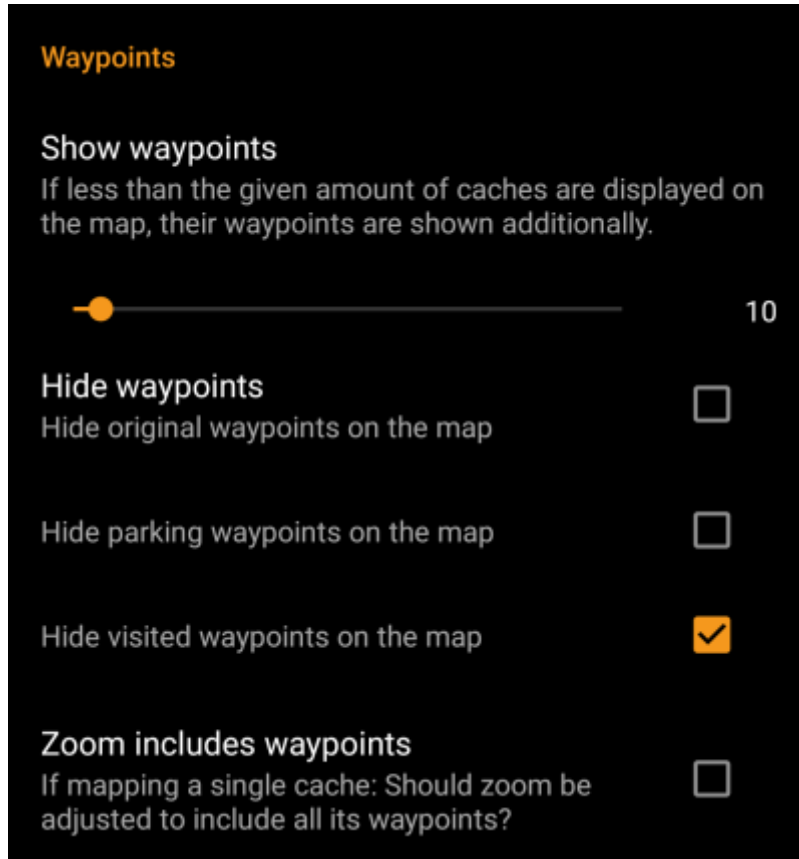 Waypoints
Show waypoints
If less than the given amount of caches are displayed on
the map, their waypoints are shown additionally.
10
Hide waypoints
Hide original waypoints on the map
Hide parking waypoints on the map
Hide visited waypoints on the map
Zoom includes waypoints
If mapping a single cache: Should zoom be
adjusted to include all its waypoints?